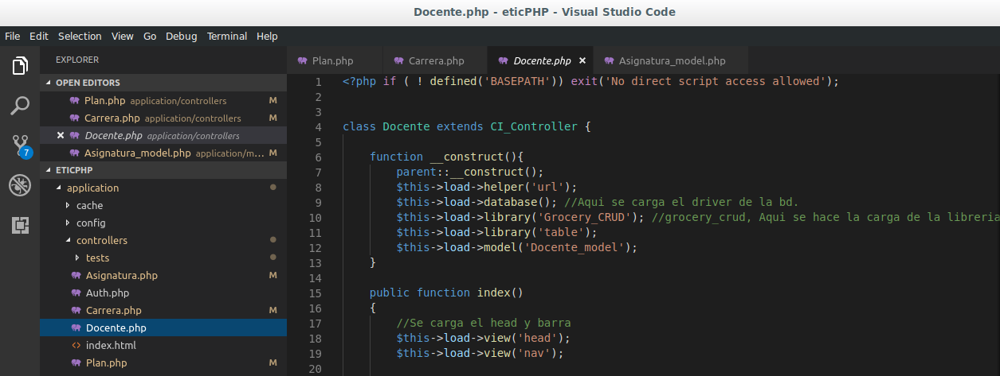 Docente.php - eticPHP - Visual Studio Code
File Edit Selection View Go Debug Terminal Help
EXPLORER
OPEN EDITORS
Plan.php application/controllers M
Carrera.php application/controllers M
Docente.php application/controllers
Asignatura_model.php application/m... M
7
ETICPHP
application
cache
config
controllers
tests
Asignatura.php M
Auth.php
Carrera.php M
Docente.php
index.html
Plan.php M
Plan.php Carrera.php Docente.php Asignatura_model.php
1 <?php if ( ! defined('BASEPATH')) exit('No direct script access allowed');
2
3
4 class Docente extends CI_Controller {
5
6 function __construct(){
7 parent::__construct();
8 $this->load->helper('url');
9 $this->load->database(); //Aqui se carga el driver de la bd.
10 $this->load->library('Grocery_CRUD'); //grocery_crud, Aqui se hace la carga de la libreria
11 $this->load->library('table');
12 $this->load->model('Docente_model');
13 }
14
15 public function index()
16 {
17 //Se carga el head y barra
18 $this->load->view('head');
19 $this->load->view('nav');
20